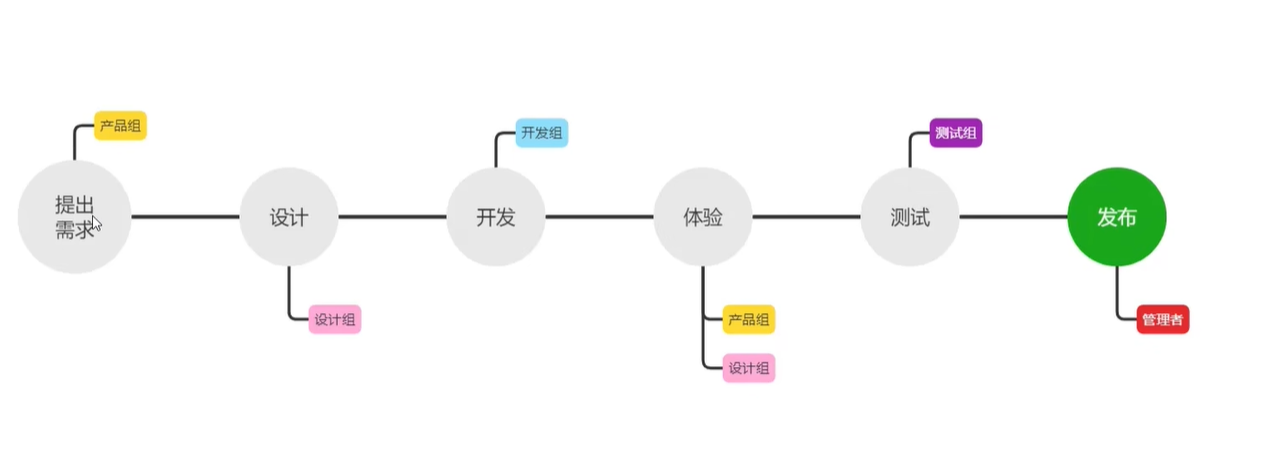 产品组
提出
需求
设计
设计组
开发组
开发
体验
产品组
设计组
测试组
测试
发布
管理者